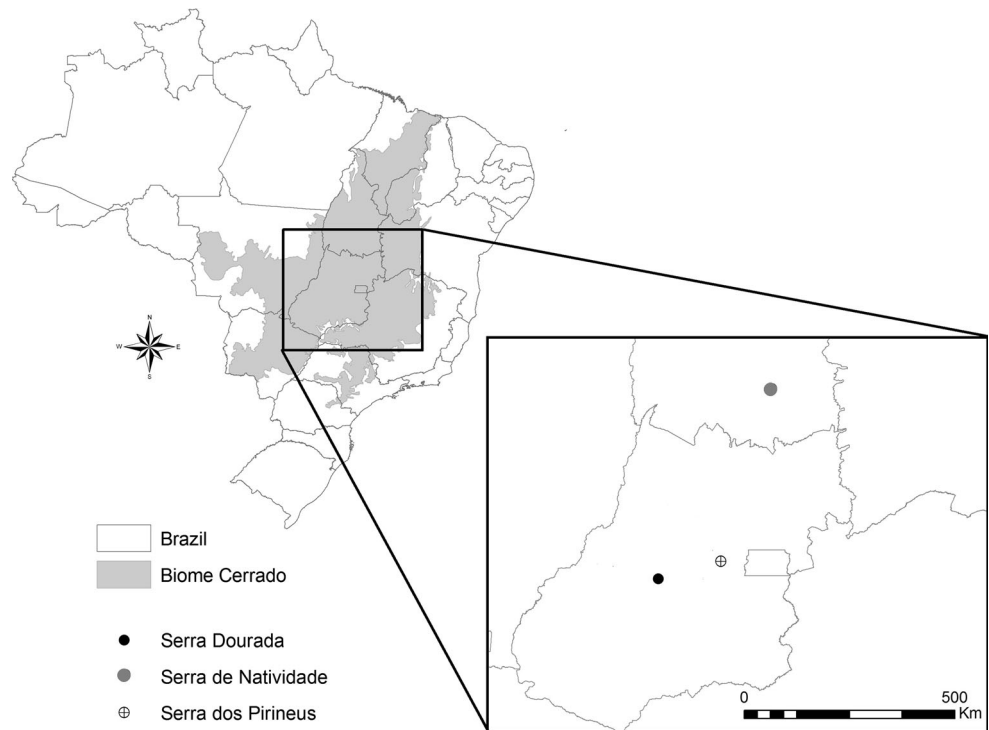 N
W E
S
Brazil
Biome Cerrado
Serra Dourada
Serra de Natividade
Serra dos Pirineus
0 500
Km